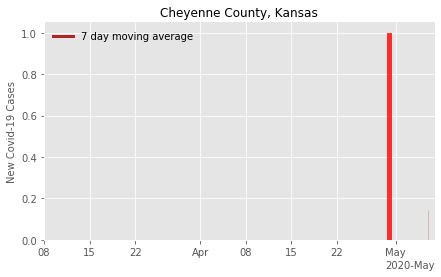 Cheyenne County, Kansas
7 day moving average
New Covid-19 Cases
1.0
0.8
0.6
0.4
0.2
0.0
08 15 22 Apr 08 15 22 May
2020-May